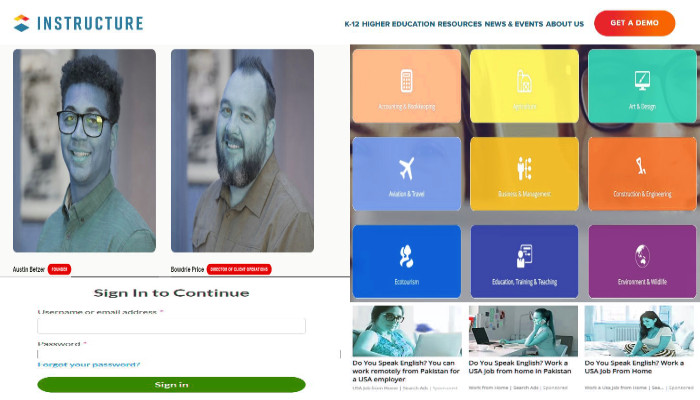 INSTRUCTURE
K-12 HIGHER EDUCATION RESOURCES NEWS & EVENTS ABOUT US
GET A DEMO
Austin Betzer FOUNDER
Bowdrie Price DIRECTOR OF CLIENT OPERATIONS
Sign In to Continue
Username or email address *
Password *
Forgot your password?
Sign in
Accounting & Bookkeeping
Art & Design
Aviation & Travel
Business & Management
Construction & Engineering
Ecotourism
Education, Training & Teaching
Environment & Wildlife
Do You Speak English? You can
work remotely from Pakistan for
a USA employer
USA Job From Home | Search Ads | Sponsored
Do You Speak English? Work a
USA Job from home in Pakistan
Work From Home | Search Ads | Sponsored
Do You Speak English? Work a
USA Job From Home
Work a USA Job From Home | Sea... | Sponsored